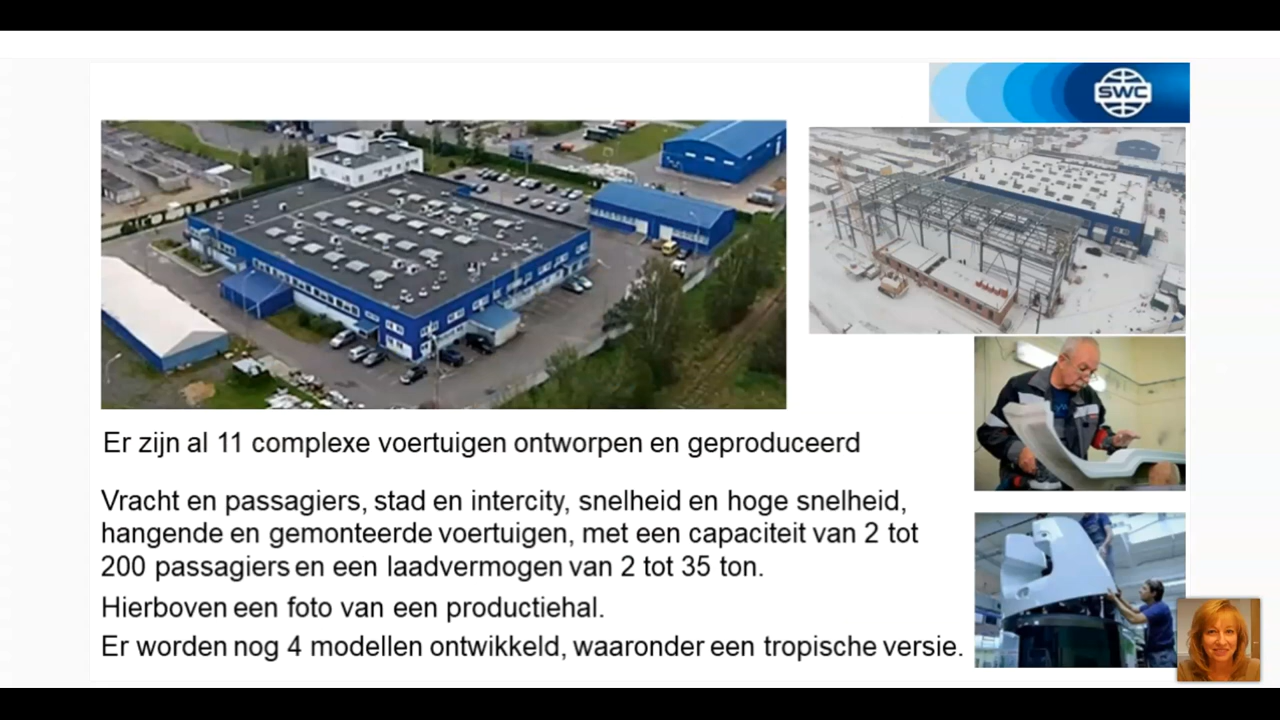 SWC
Er zijn al 11 complexe voertuigen ontworpen en geproduceerd
Vracht en passagiers, stad en intercity, snelheid en hoge snelheid,
hangende en gemonteerde voertuigen, met een capaciteit van 2 tot
200 passagiers en een laadvermogen van 2 tot 35 ton.
Hierboven een foto van een productiehal.
Er worden nog 4 modellen ontwikkeld, waaronder een tropische versie.